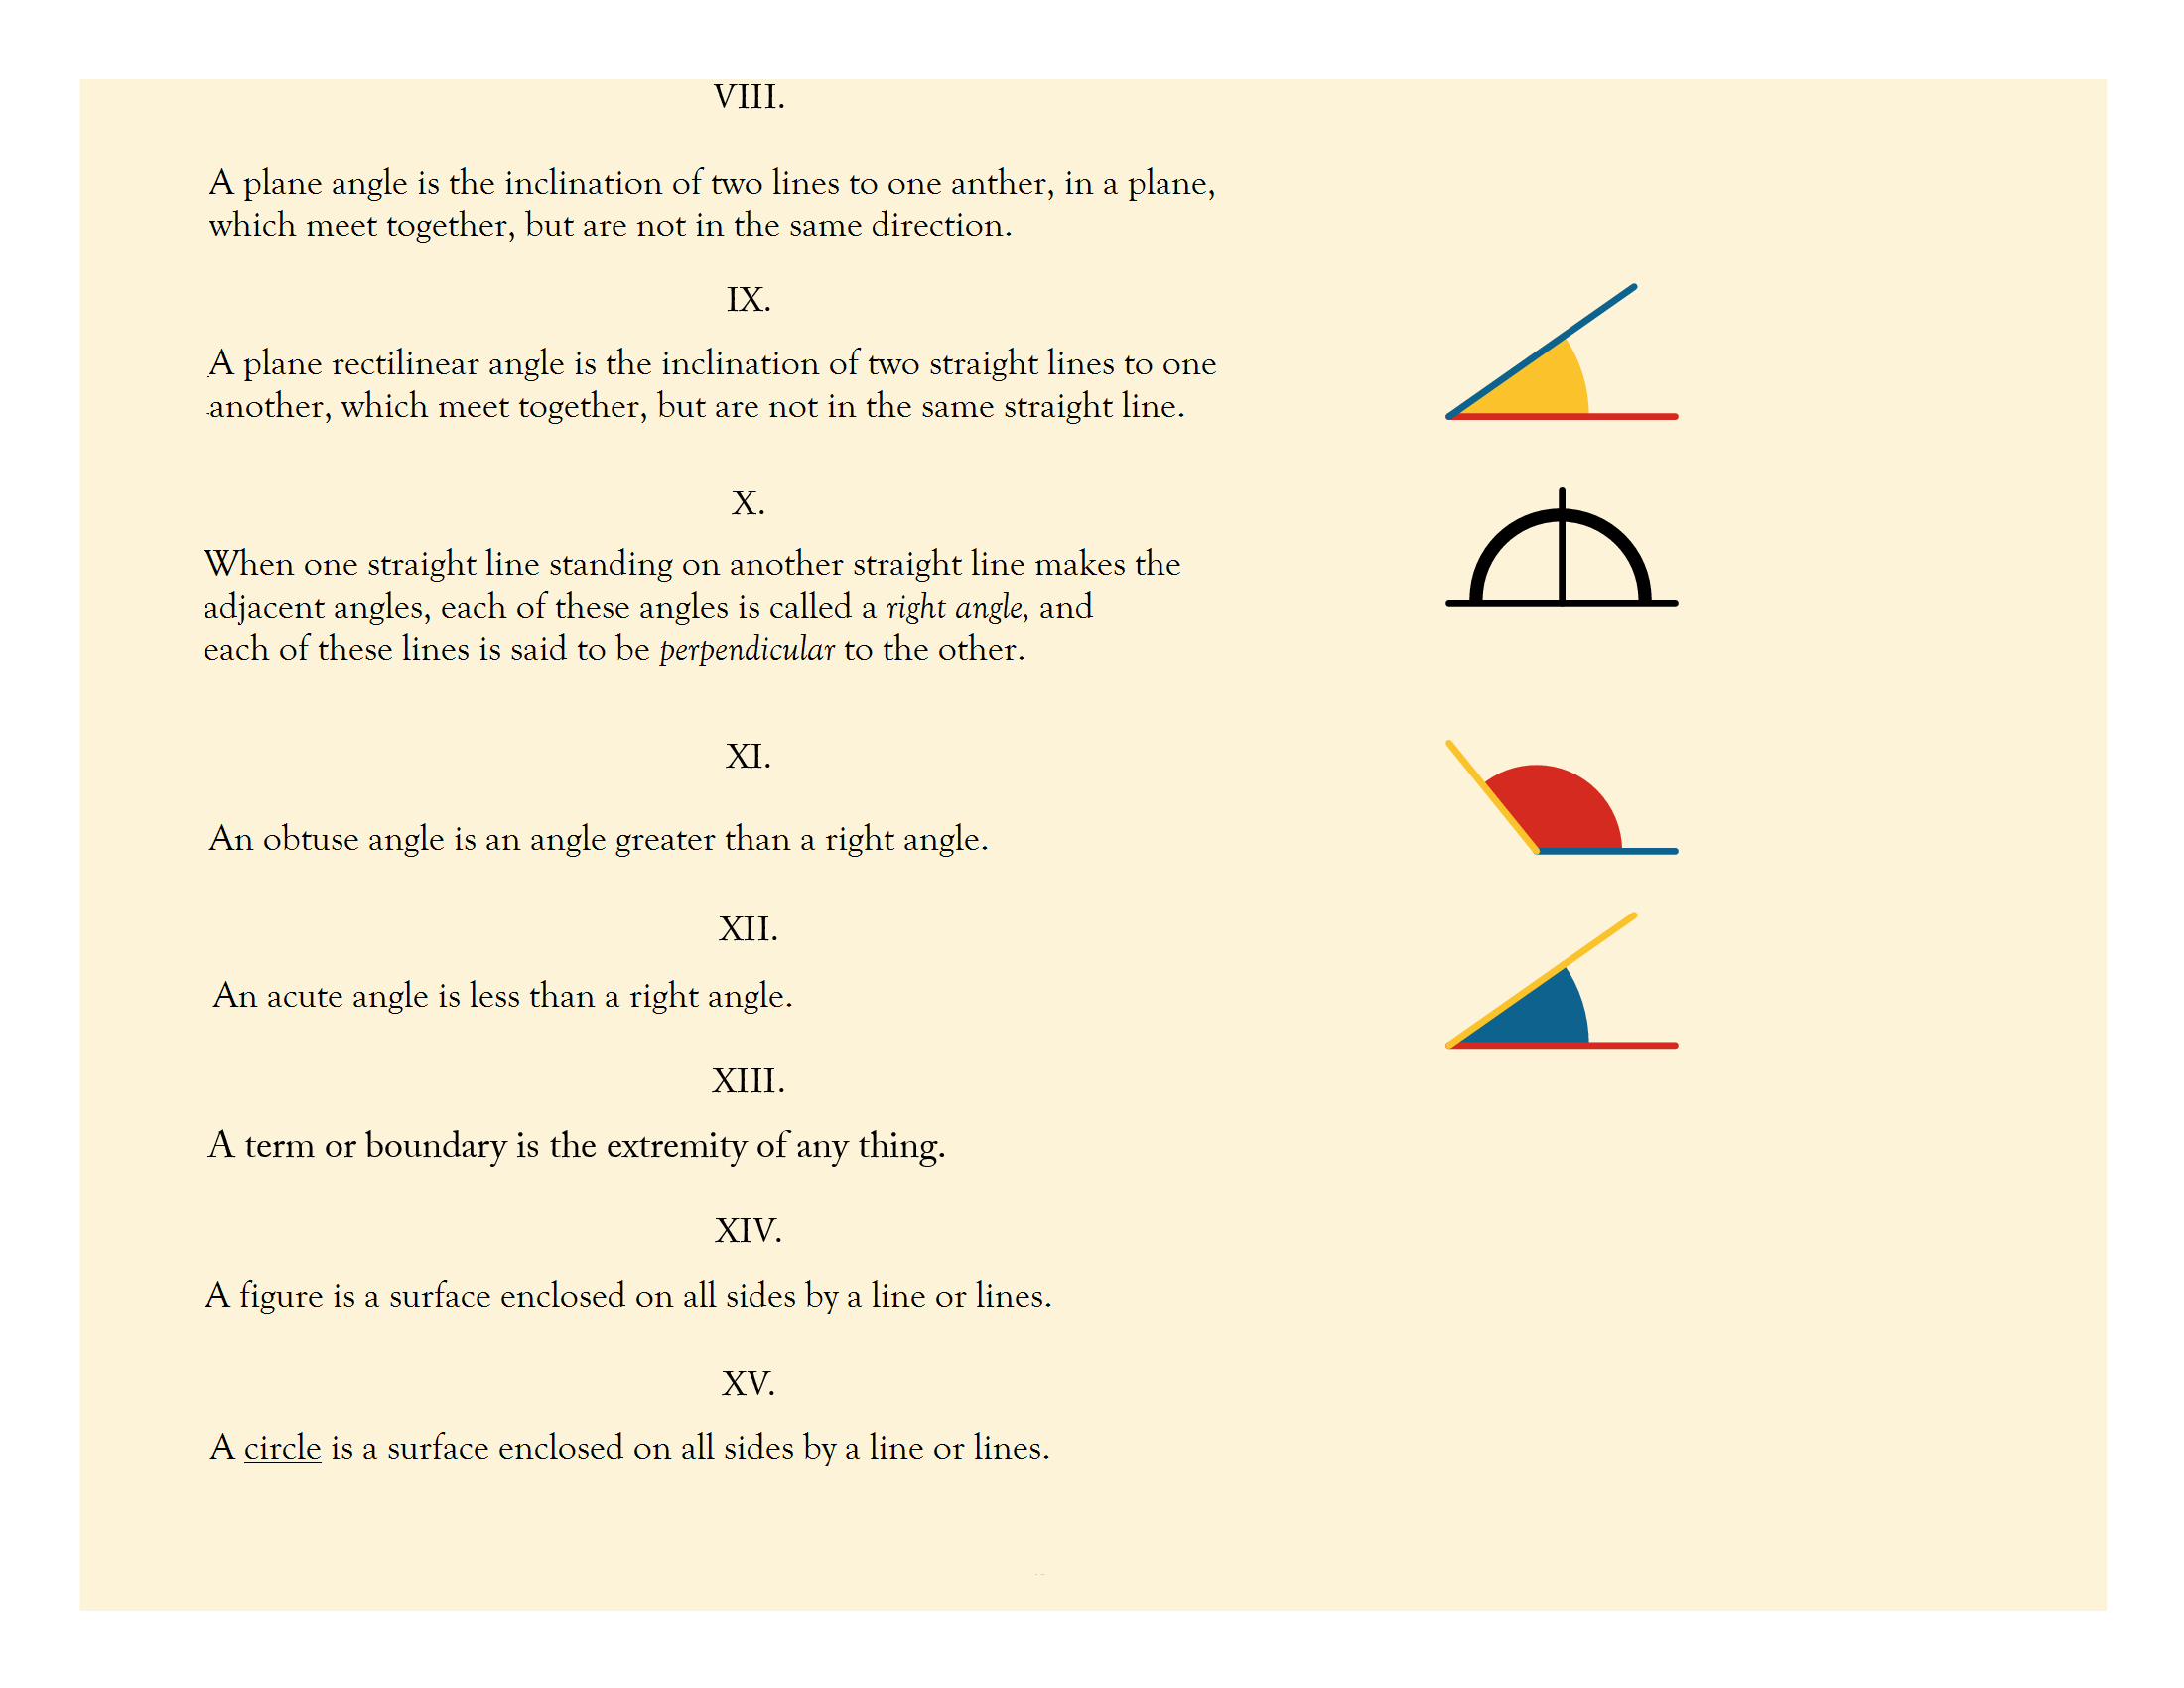 VIII.
A plane angle is the inclination of two lines to one anther, in a plane,
which meet together, but are not in the same direction.
IX.
A plane rectilinear angle is the inclination of two straight lines to one
another, which meet together, but are not in the same straight line.
X.
When one straight line standing on another straight line makes the
adjacent angles, each of these angles is called a right angle, and
each of these lines is said to be perpendicular to the other.
XI.
An obtuse angle is an angle greater than a right angle.
XII.
An acute angle is less than a right angle.
XIII.
A term or boundary is the extremity of any thing.
XIV.
A figure is a surface enclosed on all sides by a line or lines.
XV.
A circle is a surface enclosed on all sides by a line or lines.